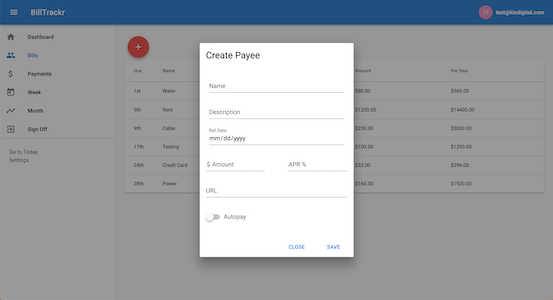 BillTrackr
TE test@kisdigital.com
Dashboard
Bills
Payments
Week
Month
Sign Off
Go to Today
Settings
+
Due Name Amount Per Year
1st Water $80.00 $960.00
5th Rent $1200.00 $14400.00
9th Cable $250.00 $3000.00
17th Testing $100.00 $1200.00
24th Credit Card $33.00 $396.00
28th Power $160.00 $1920.00
Create Payee
Name
Description
Ref Date
mm/dd/yyyy
$ Amount APR %
URL
Autopay
CLOSE SAVE